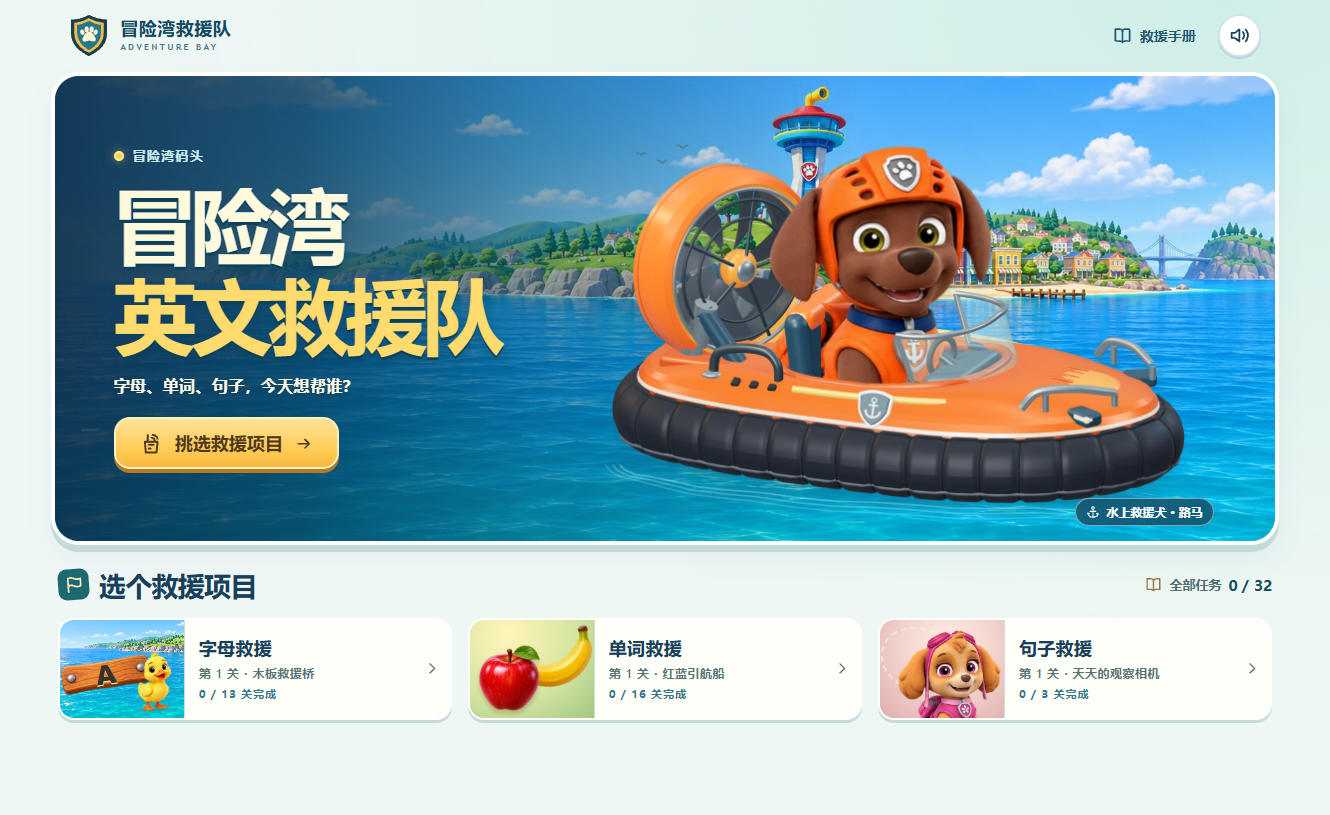 冒险湾救援队
ADVENTURE BAY
救援手册
冒险湾码头
冒险湾
英文救援队
字母、单词、句子，今天想帮谁?
挑选救援项目
水上救援犬·路马
选个救援项目
全部任务 0 / 32
A
字母救援
第 1 关 · 木板救援桥
0 / 13 关完成
单词救援
第 1 关 · 红蓝引航船
0 / 16 关完成
句子救援
第 1 关 · 天天的观察相机
0 / 3 关完成